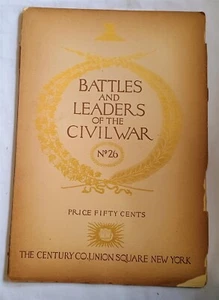 BATTLES
AND
LEADERS
OF THE
CIVIL WAR
No 26
PRICE FIFTY CENTS
THE CENTURY CO., UNION SQUARE NEW YORK